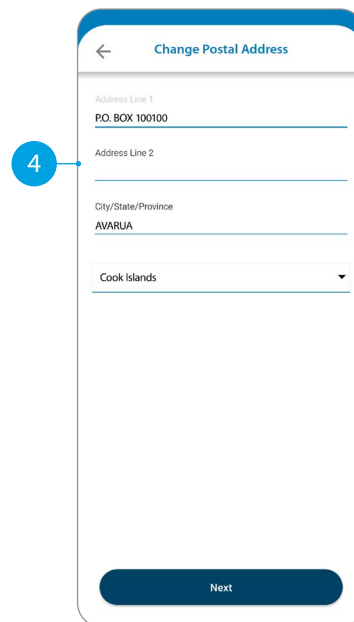 Change Postal Address
Address Line 1
P.O. BOX 100100
4
Address Line 2
City/State/Province
AVARUA
Cook Islands
Next